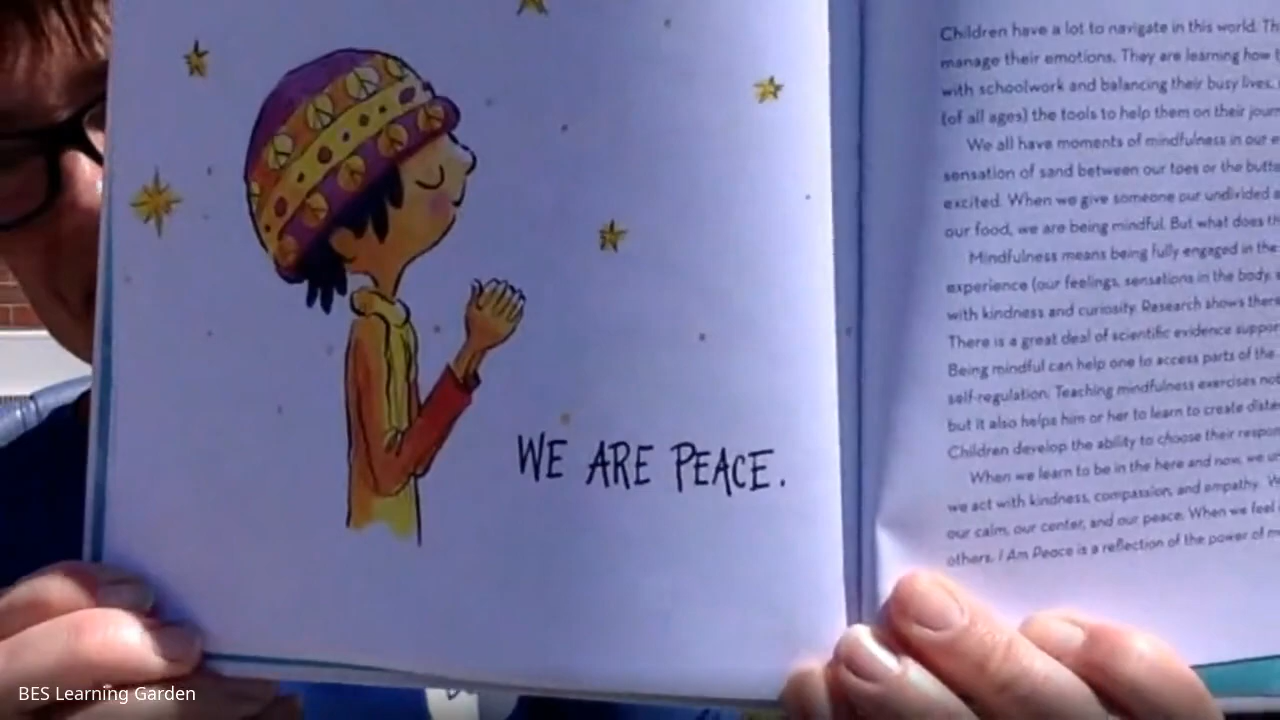 WE ARE PEACE.
Children have a lot to navigate in this world. Th
manage their emotions. They are learning how t
with schoolwork and balancing their busy lives,
(of all ages) the tools to help them on their jour
We all have moments of mindfulness in our e
sensation of sand between our toes or the butte
excited. When we give someone our undivided a
our food, we are being mindful. But what does th
Mindfulness means being fully engaged in the
experience (our feelings, sensations in the body,
with kindness and curiosity. Research shows there
There is a great deal of scientific evidence suppor
Being mindful can help one to access parts of the
self-regulation. Teaching mindfulness exercises not
but it also helps him or her to learn to create dista
Children develop the ability to choose their respon
When we learn to be in the here and now, we un
we act with kindness, compassion, and empathy. W
our calm, our center, and our peace. When we feel
others. I Am Peace is a reflection of the power of m
BES Learning Garden